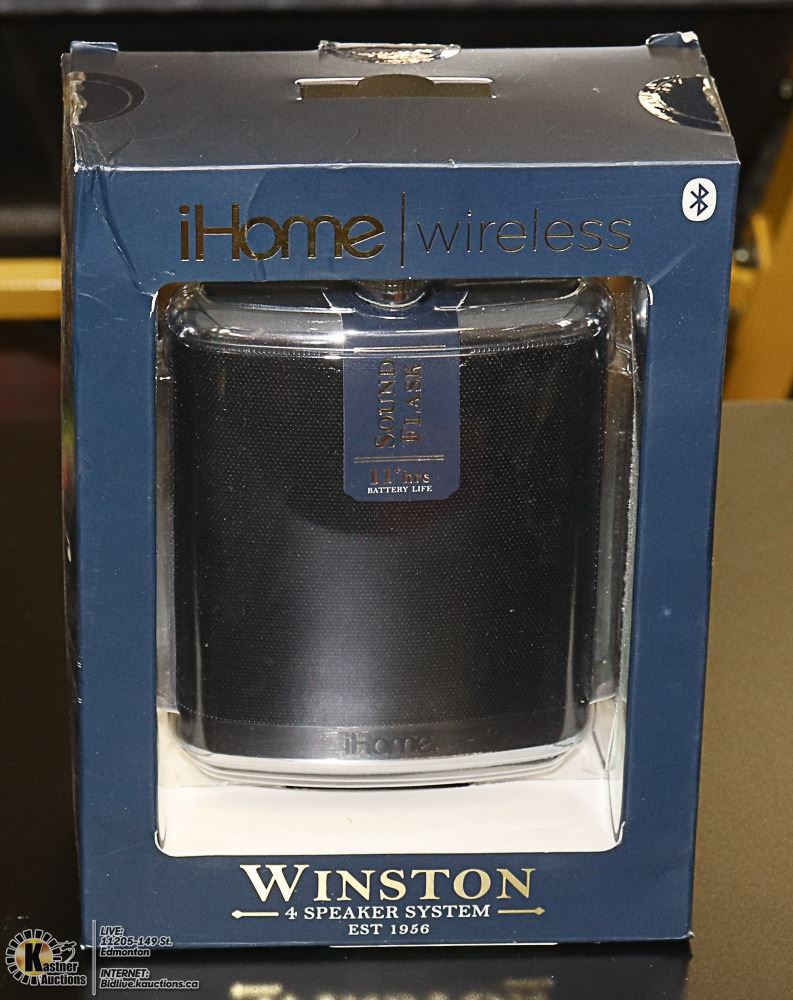 iHome | wireless
SOUND
FLASK
11+ hrs
BATTERY LIFE
iHome
WINSTON
4 SPEAKER SYSTEM
EST 1956
Kastner
Auctions
LIVE:
11205-149 St.
Edmonton
INTERNET:
Bidlive.kauctions.ca